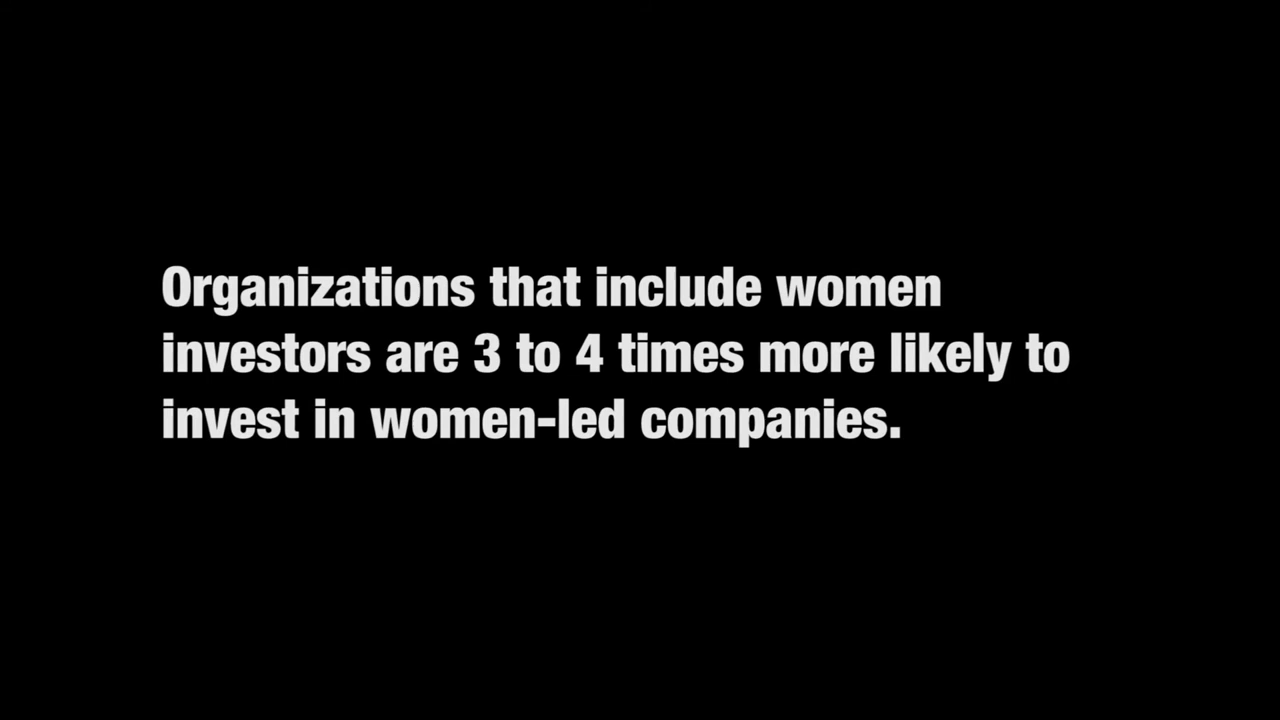 Organizations that include women
investors are 3 to 4 times more likely to
invest in women-led companies.